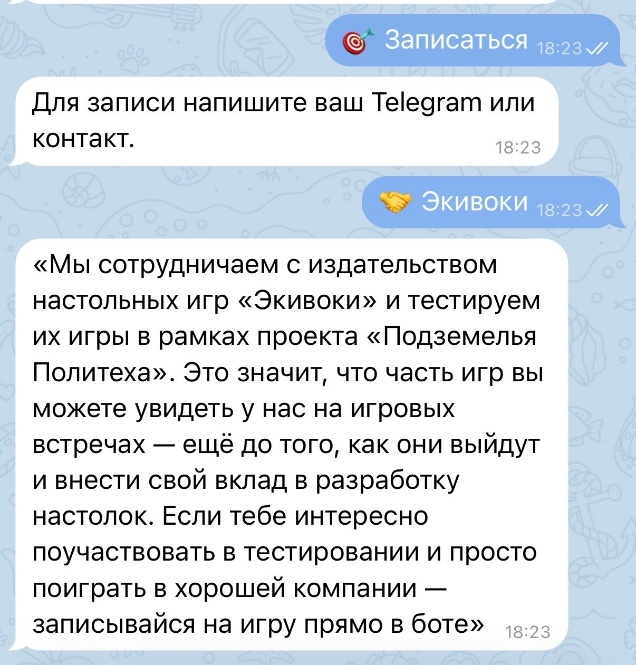 🎯 Записаться 18:23
Для записи напишите ваш Telegram или
контакт. 18:23
🤝 Экивоки 18:23
«Мы сотрудничаем с издательством
настольных игр «Экивоки» и тестируем
их игры в рамках проекта «Подземелья
Политеха». Это значит, что часть игр вы
можете увидеть у нас на игровых
встречах — ещё до того, как они выйдут
и внести свой вклад в разработку
настолок. Если тебе интересно
поучаствовать в тестировании и просто
поиграть в хорошей компании —
записывайся на игру прямо в боте» 18:23